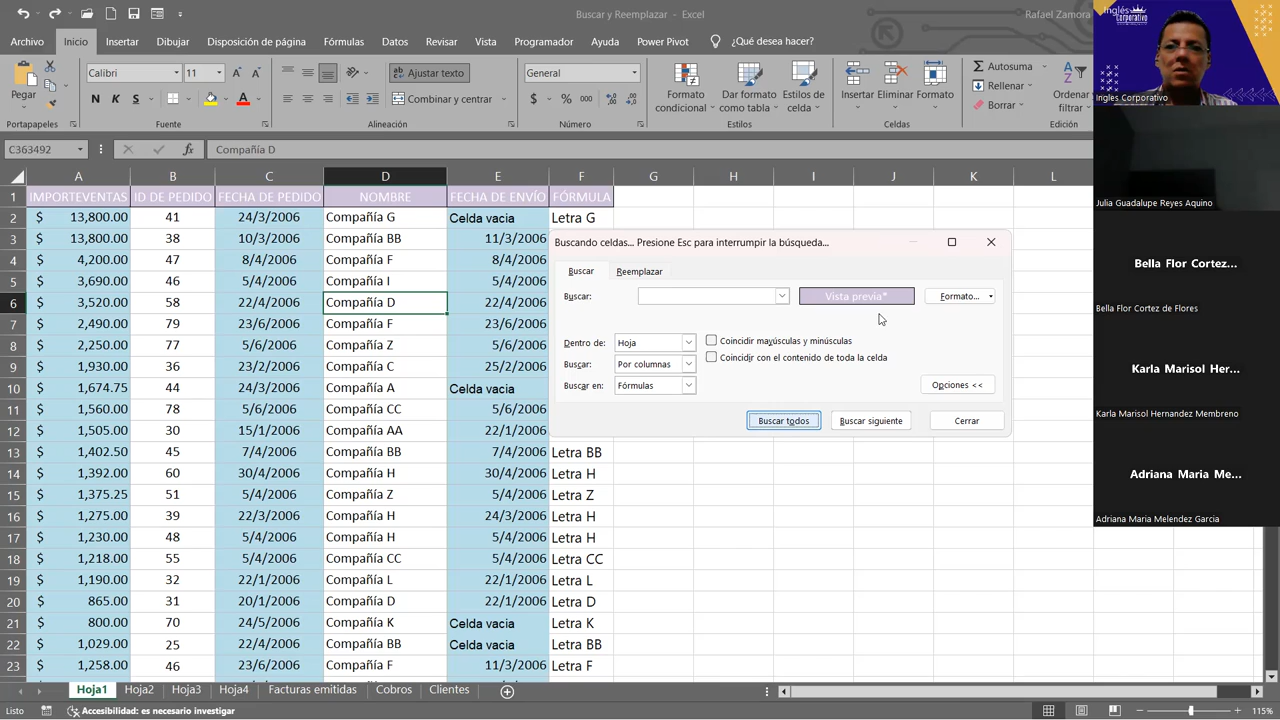 Buscar y Reemplazar - Excel
Rafael Zamora
Archivo Inicio Insertar Dibujar Disposición de página Fórmulas Datos Revisar Vista Programador Ayuda Power Pivot ¿Qué desea hacer?
Pegar
Calibri 11
N K S
Ajustar texto
Combinar y centrar
General
$ % 000
Formato condicional
Dar formato como tabla
Estilos de celda
Insertar Eliminar Formato
Autosuma
Rellenar
Borrar
Ordenar filtrar
Portapapeles Fuente Alineación Número Estilos Celdas Edición
C363492 fx Compañía D
A B C D E F G H I J K L
1 IMPORTEVENTAS ID DE PEDIDO FECHA DE PEDIDO NOMBRE FECHA DE ENVÍO FÓRMULA
2 $ 13,800.00 41 24/3/2006 Compañía G Celda vacia Letra G
3 $ 13,800.00 38 10/3/2006 Compañía BB 11/3/2006
4 $ 4,200.00 47 8/4/2006 Compañía F 8/4/2006
5 $ 3,690.00 46 5/4/2006 Compañía I 5/4/2006
6 $ 3,520.00 58 22/4/2006 Compañía D 22/4/2006
7 $ 2,490.00 79 23/6/2006 Compañía F 23/6/2006
8 $ 2,250.00 77 5/6/2006 Compañía Z 5/6/2006
9 $ 1,930.00 36 23/2/2006 Compañía C 25/2/2006
10 $ 1,674.75 44 24/3/2006 Compañía A Celda vacia
11 $ 1,560.00 78 5/6/2006 Compañía CC 5/6/2006
12 $ 1,505.00 30 15/1/2006 Compañía AA 22/1/2006
13 $ 1,402.50 45 7/4/2006 Compañía BB 7/4/2006 Letra BB
14 $ 1,392.00 60 30/4/2006 Compañía H 30/4/2006 Letra H
15 $ 1,375.25 51 5/4/2006 Compañía Z 5/4/2006 Letra Z
16 $ 1,275.00 39 22/3/2006 Compañía H 24/3/2006 Letra H
17 $ 1,230.00 48 5/4/2006 Compañía H 5/4/2006 Letra H
18 $ 1,218.00 55 5/4/2006 Compañía CC 5/4/2006 Letra CC
19 $ 1,190.00 32 22/1/2006 Compañía L 22/1/2006 Letra L
20 $ 865.00 31 20/1/2006 Compañía D 22/1/2006 Letra D
21 $ 800.00 70 24/5/2006 Compañía K Celda vacia Letra K
22 $ 1,029.00 25 22/4/2006 Compañía BB Celda vacia Letra BB
23 $ 1,258.00 46 23/6/2006 Compañía F 11/3/2006 Letra F
Buscando celdas... Presione Esc para interrumpir la búsqueda...
Buscar Reemplazar
Buscar: Vista previa* Formato...
Dentro de: Hoja Coincidir mayúsculas y minúsculas
Buscar: Por columnas Coincidir con el contenido de toda la celda
Buscar en: Fórmulas Opciones <<
Buscar todos Buscar siguiente Cerrar
Hoja1 Hoja2 Hoja3 Hoja4 Facturas emitidas Cobros Clientes
Listo Accesibilidad: es necesario investigar 115%
Inglés Corporativo
Ingles Corporativo
Julia Guadalupe Reyes Aquino
Bella Flor Cortez...
Bella Flor Cortez de Flores
Karla Marisol Her...
Karla Marisol Hernandez Membreno
Adriana Maria Me...
Adriana Maria Melendez Garcia